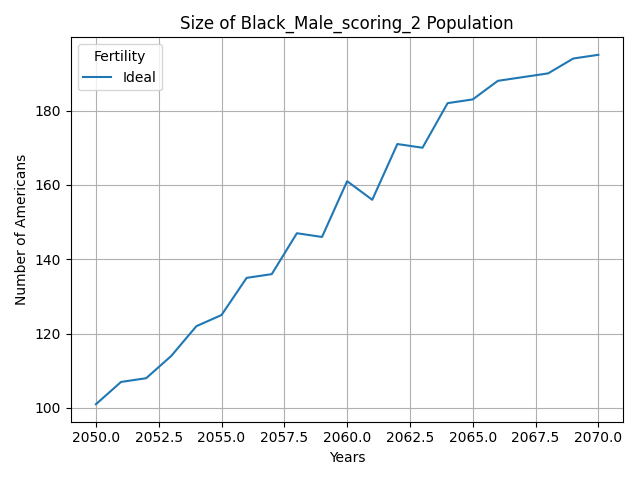 Size of Black_Male_scoring_2 Population
Fertility
Ideal
Number of Americans
180
160
140
120
100
2050.0 2052.5 2055.0 2057.5 2060.0 2062.5 2065.0 2067.5 2070.0
Years